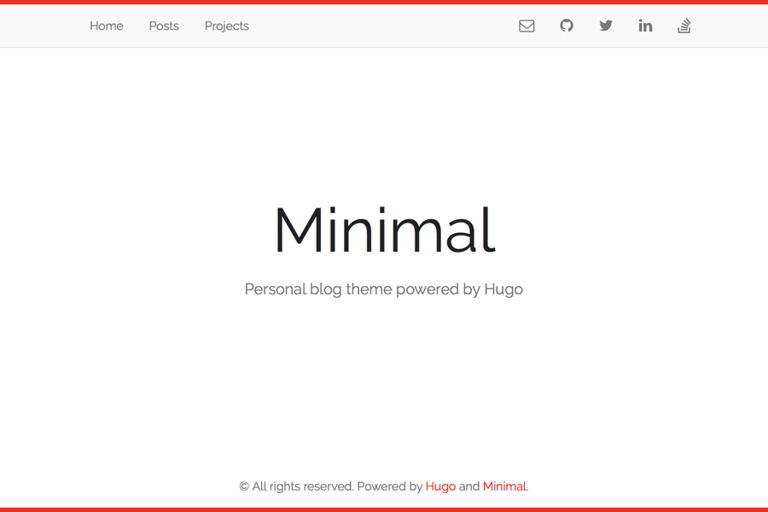 Home Posts Projects
Minimal
Personal blog theme powered by Hugo
© All rights reserved. Powered by Hugo and Minimal.